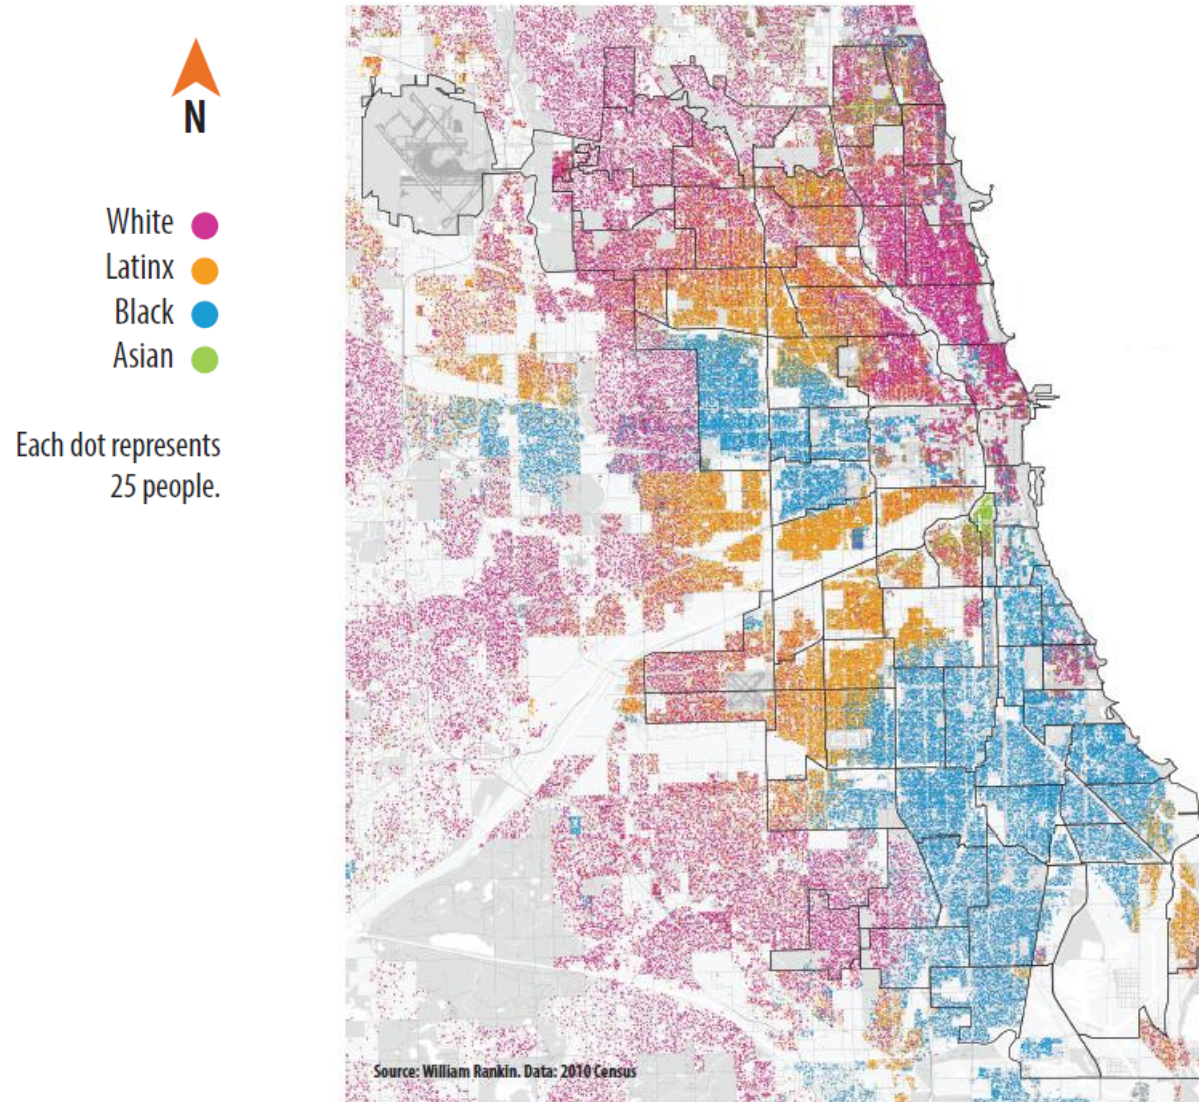 N
White
Latinx
Black
Asian
Each dot represents
25 people.
Source: William Rankin. Data: 2010 Census